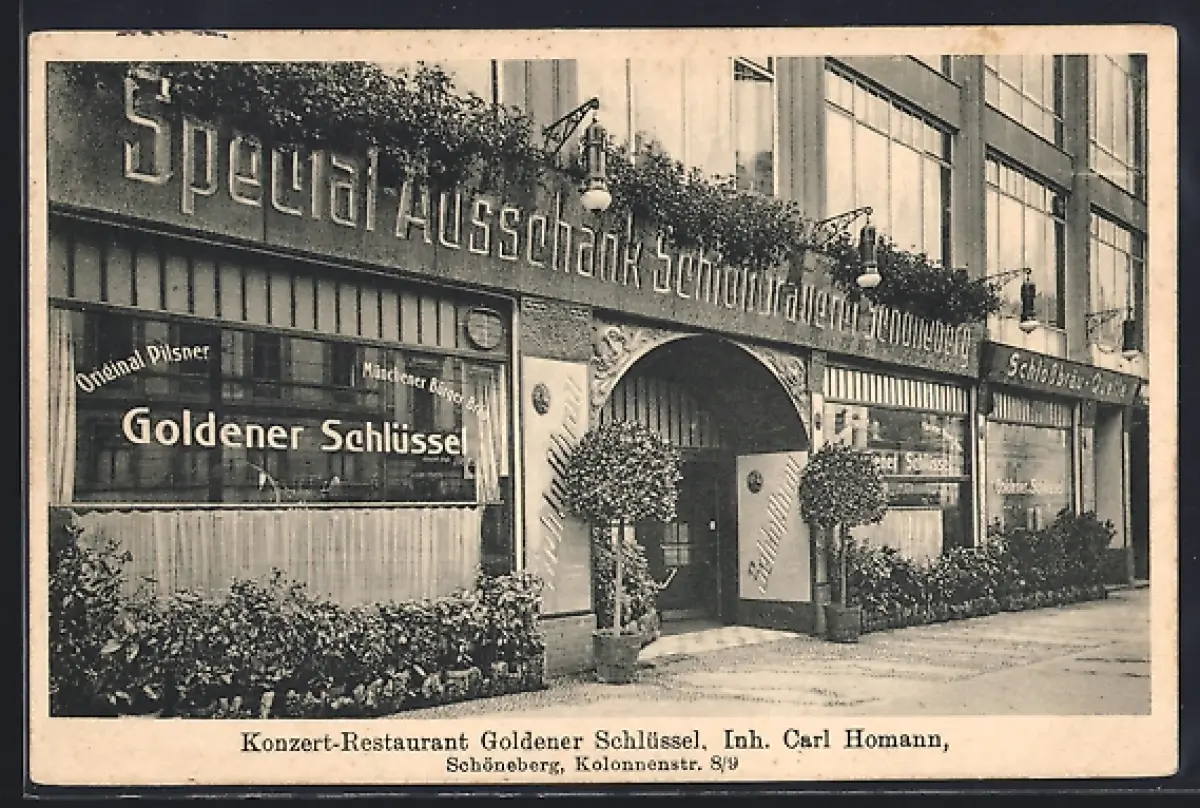 Spezial Ausschank Schloßbrauerei Schöneberg
Schloßbräu-Quelle
Original Pilsner
Münchener Bürger Bräu
Goldener Schlüssel
Schloßbräu
Goldener Schlüssel
Konzert-Restaurant Goldener Schlüssel, Inh. Carl Homann,
Schöneberg, Kolonnenstr. 8/9